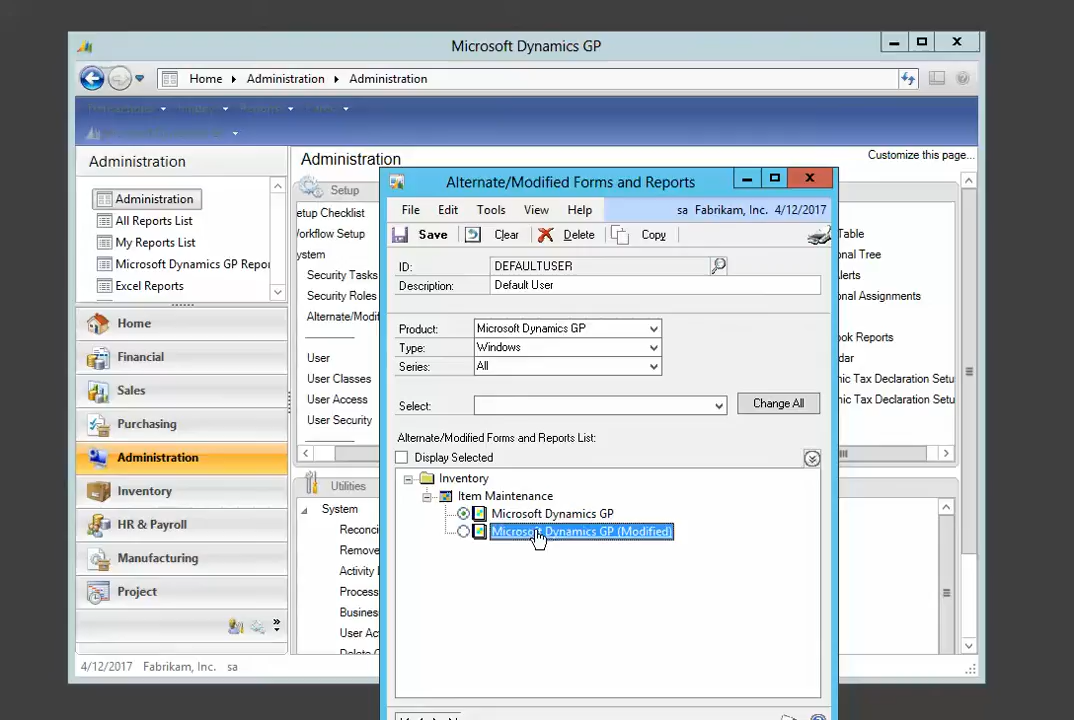 Microsoft Dynamics GP
Home Administration Administration
Administration
Administration
All Reports List
My Reports List
Microsoft Dynamics GP Repor
Excel Reports
Home
Financial
Sales
Purchasing
Administration
Inventory
HR & Payroll
Manufacturing
Project
4/12/2017 Fabrikam, Inc. sa
Customize this page...
Administration
Setup
etup Checklist
orkflow Setup
ystem
Security Tasks
Security Roles
Alternate/Modif
User
User Classes
User Access
User Security
Utilities
System
Reconci
Remove
Activity
Process
Busines
User Ac
Table
nal Tree
lerts
onal Assignments
ok Reports
dar
nic Tax Declaration Setu
nic Tax Declaration Setu
Alternate/Modified Forms and Reports
File Edit Tools View Help sa Fabrikam, Inc. 4/12/2017
Save Clear Delete Copy
ID: DEFAULTUSER
Description: Default User
Product: Microsoft Dynamics GP
Type: Windows
Series: All
Select: Change All
Alternate/Modified Forms and Reports List:
Display Selected
Inventory
Item Maintenance
Microsoft Dynamics GP
Microsoft Dynamics GP (Modified)